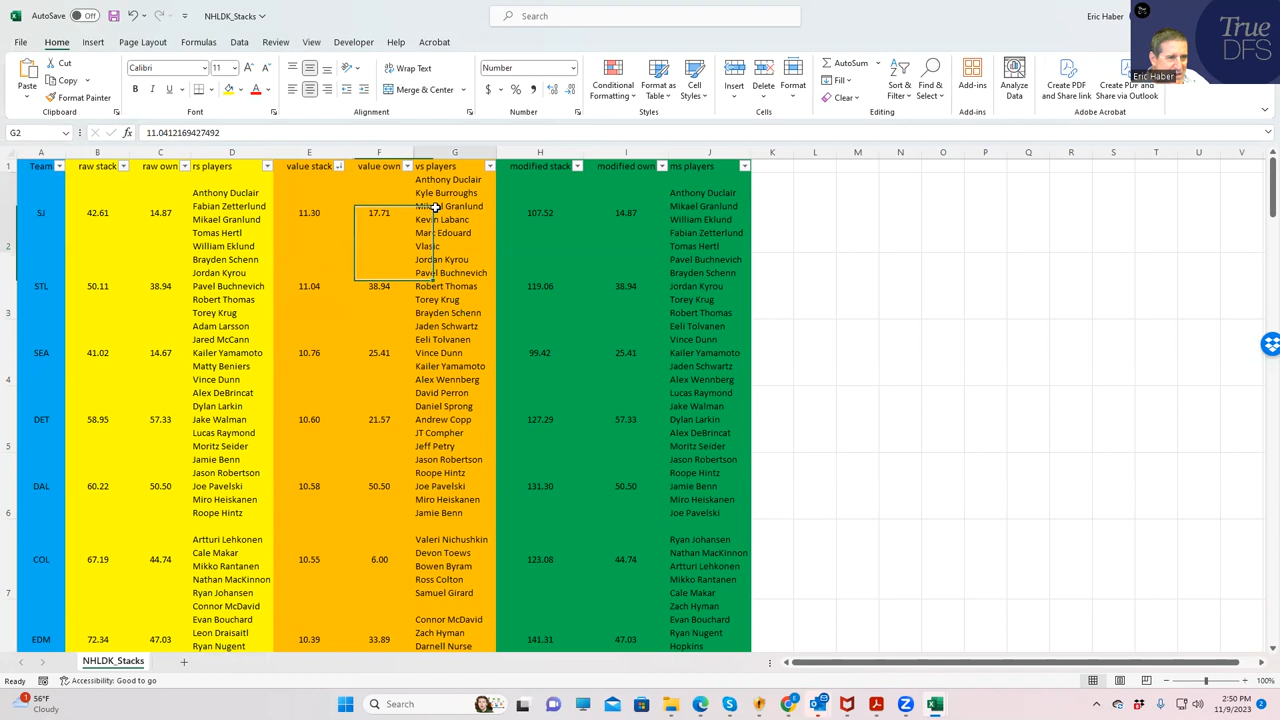 AutoSave Off NHLDK_Stacks Search Eric Haber
True DFS
Eric Haber
File Home Insert Page Layout Formulas Data Review View Developer Help Acrobat
Paste Cut Copy Format Painter
Calibri 11 Wrap Text Merge & Center
Number
Conditional Formatting Format as Table Cell Styles Insert Delete Format
AutoSum Fill Clear Sort & Filter Find & Select Add-ins Analyze Data
Create PDF and Share link Create PDF and Share via Outlook
Clipboard Font Alignment Number Styles Cells Editing Add-ins Adobe Acrobat
G2 11.0412169427492
A B C D E F G H I J K L M N O P Q R S T U V
Team raw stack raw own rs players value stack value own vs players modified stack modified own ms players
Anthony Duclair
Anthony Duclair Kyle Burroughs Anthony Duclair
Fabian Zetterlund Mikael Granlund Mikael Granlund
SJ 42.61 14.87 Mikael Granlund 11.30 17.71 Kevin Labanc 107.52 14.87 William Eklund
Tomas Hertl Marc Edouard Fabian Zetterlund
2 William Eklund Vlasic Tomas Hertl
Brayden Schenn Jordan Kyrou Pavel Buchnevich
Jordan Kyrou Pavel Buchnevich Brayden Schenn
STL 50.11 38.94 Pavel Buchnevich 11.04 38.94 Robert Thomas 119.06 38.94 Jordan Kyrou
3 Robert Thomas Torey Krug Torey Krug
Torey Krug Brayden Schenn Robert Thomas
Adam Larsson Jaden Schwartz Eeli Tolvanen
Jared McCann Eeli Tolvanen Vince Dunn
SEA 41.02 14.67 Kailer Yamamoto 10.76 25.41 Vince Dunn 99.42 25.41 Kailer Yamamoto
Matty Beniers Kailer Yamamoto Jaden Schwartz
4 Vince Dunn Alex Wennberg Alex Wennberg
Alex DeBrincat David Perron Lucas Raymond
Dylan Larkin Daniel Sprong Jake Walman
DET 58.95 57.33 Jake Walman 10.60 21.57 Andrew Copp 127.29 57.33 Dylan Larkin
Lucas Raymond JT Compher Alex DeBrincat
Moritz Seider Jeff Petry Moritz Seider
Jamie Benn Jason Robertson Jason Robertson
Jason Robertson Roope Hintz Roope Hintz
DAL 60.22 50.50 Joe Pavelski 10.58 50.50 Joe Pavelski 131.30 50.50 Jamie Benn
Miro Heiskanen Miro Heiskanen Miro Heiskanen
6 Roope Hintz Jamie Benn Joe Pavelski
Artturi Lehkonen Valeri Nichushkin Ryan Johansen
Cale Makar Devon Toews Nathan MacKinnon
COL 67.19 44.74 Mikko Rantanen 10.55 6.00 Bowen Byram 123.08 44.74 Artturi Lehkonen
Nathan MacKinnon Ross Colton Mikko Rantanen
7 Ryan Johansen Samuel Girard Cale Makar
Connor McDavid Zach Hyman
Evan Bouchard Connor McDavid Evan Bouchard
EDM 72.34 47.03 Leon Draisaitl 10.39 33.89 Zach Hyman 141.31 47.03 Ryan Nugent
Ryan Nugent Darnell Nurse Hopkins
NHLDK_Stacks
Ready Accessibility: Good to go 100%
56°F
Cloudy
Search
2:50 PM
11/9/2023